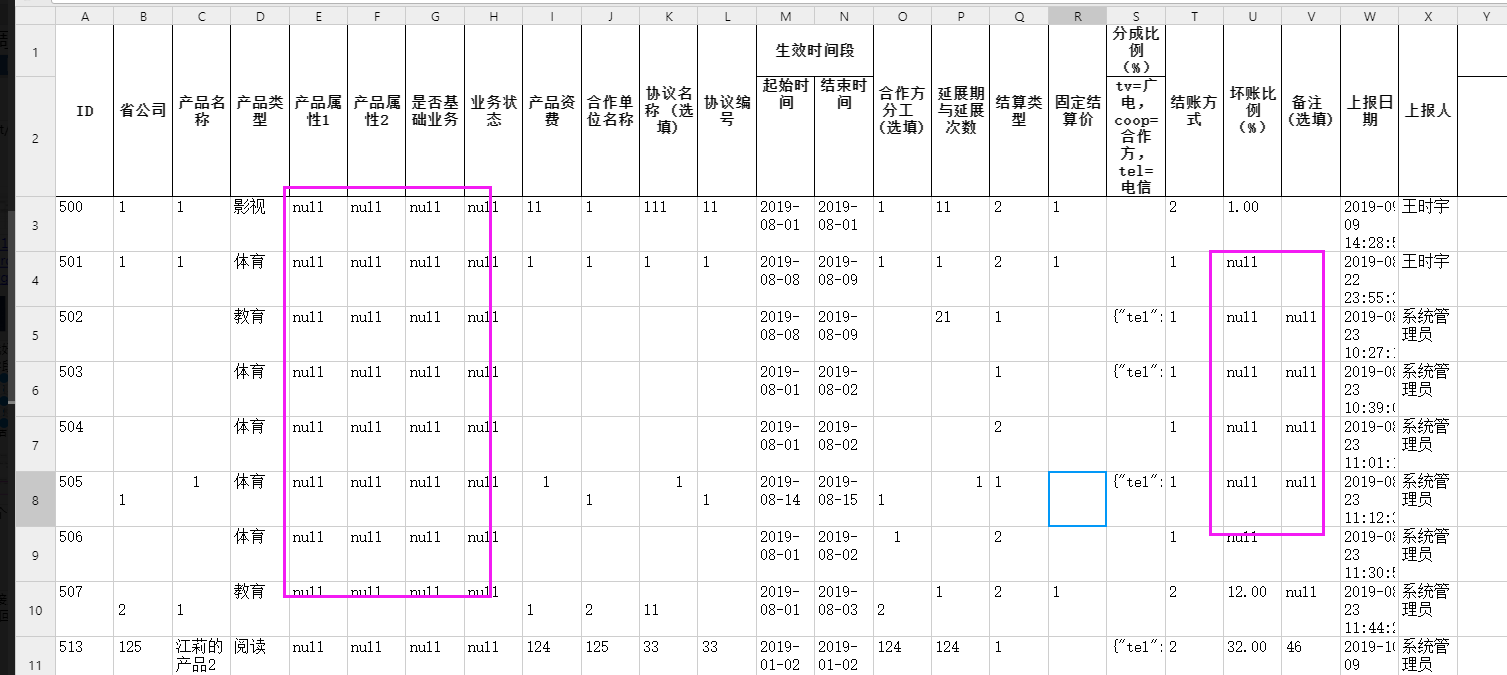 A B C D E F G H I J K L M N O P Q R S T U V W X Y
1 生效时间段 分成比例（%）
2 ID 省公司 产品名称 产品类型 产品属性1 产品属性2 是否基础业务 业务状态 产品资费 合作单位名称 协议名称（选填） 协议编号 起始时间 结束时间 合作方分工（选填） 延展期与延展次数 结算类型 固定结算价 tv=广电，coop=合作方，tel=电信 结账方式 坏账比例（%） 备注（选填） 上报日期 上报人
3 500 1 1 影视 null null null null 11 1 111 11 2019-08-01 2019-08-01 1 11 2 1 2 1.00 2019-09 09 14:28: 王时宇
4 501 1 1 体育 null null null null 1 1 1 1 2019-08-08 2019-08-09 1 1 2 1 1 null 2019-08 22 23:55: 王时宇
5 502 教育 null null null null 2019-08-08 2019-08-09 21 1 {"tel": 1 null null 2019-08 23 10:27: 系统管理员
6 503 体育 null null null null 2019-08-01 2019-08-02 1 {"tel": 1 null null 2019-08 23 10:39: 系统管理员
7 504 体育 null null null null 2019-08-01 2019-08-02 2 1 null null 2019-08 23 11:01: 系统管理员
8 505 1 1 体育 null null null null 1 1 1 1 2019-08-14 2019-08-15 1 1 1 {"tel": 1 null null 2019-08 23 11:12: 系统管理员
9 506 体育 null null null null 2019-08-01 2019-08-02 1 2 1 null 2019-08 23 11:30: 系统管理员
10 507 2 1 教育 null null null null 1 2 11 2019-08-01 2019-08-03 2 1 2 1 2 12.00 null 2019-08 23 11:44: 系统管理员
11 513 125 江莉的产品2 阅读 null null null null 124 125 33 33 2019-01-02 2019-01-02 124 124 1 {"tel": 2 32.00 46 2019-10 09 系统管理员